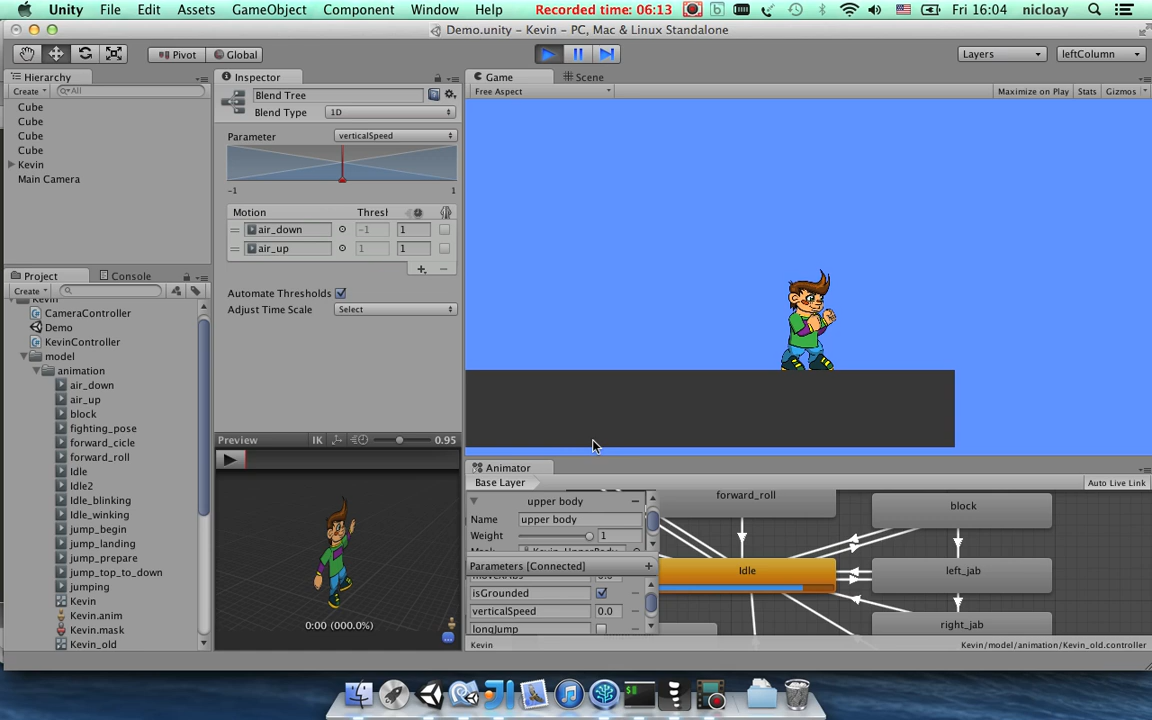 Unity File Edit Assets GameObject Component Window Help Recorded time: 06:13 Fri 16:04 nicloay
Demo.unity - Kevin - PC, Mac & Linux Standalone
Pivot Global Layers leftColumn
Hierarchy
Create All
Cube
Cube
Cube
Cube
Kevin
Main Camera
Inspector
Blend Tree
Blend Type 1D
Parameter verticalSpeed
-1 1
Motion Thresl
air_down -1 1
air_up 1 1
Automate Thresholds
Adjust Time Scale Select
Game Scene
Free Aspect Maximize on Play Stats Gizmos
Project Console
Create
Kevin
CameraController
Demo
KevinController
model
animation
air_down
air_up
block
fighting_pose
forward_cicle
forward_roll
Idle
Idle2
Idle_blinking
Idle_winking
jump_begin
jump_landing
jump_prepare
jump_top_to_down
jumping
Kevin
Kevin.anim
Kevin.mask
Kevin_old
Preview IK 0.95
0:00 (000.0%)
Animator
Base Layer Auto Live Link
upper body
Name upper body
Weight 1
Parameters [Connected]
isGrounded
verticalSpeed 0.0
longJump
forward_roll
block
Idle
left_jab
right_jab
Kevin Kevin/model/animation/Kevin_old.controller